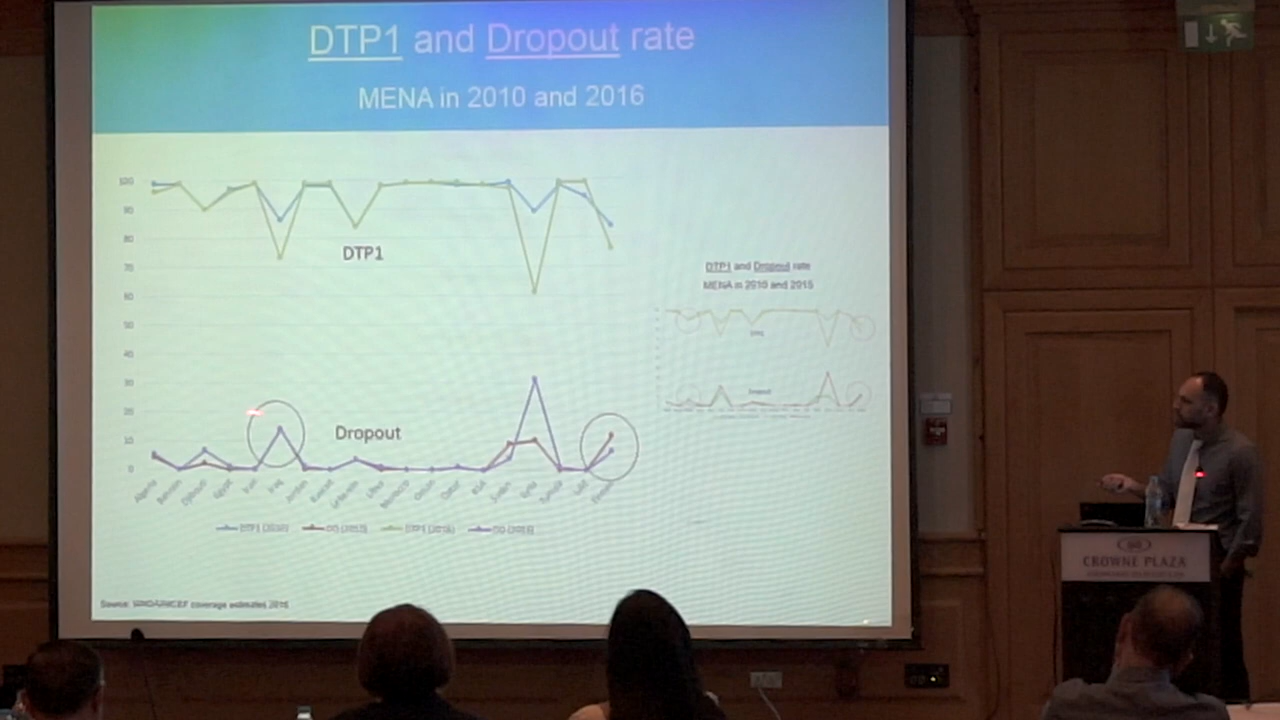 DTP1 and Dropout rate
MENA in 2010 and 2016
100
90
80
70
60
50
40
30
20
10
0
DTP1
Dropout
Algeria
Bahrain
Djibouti
Egypt
Iran
Iraq
Jordan
Kuwait
Lebanon
Libya
Morocco
Oman
Qatar
KSA
Sudan
Syria
Tunisia
UAE
Yemen
DTP1 (2010)
DO (2010)
DTP1 (2016)
DO (2016)
Source: WHO/UNICEF coverage estimates 2016
DTP1 and Dropout rate
MENA in 2010 and 2015
DTP1
Dropout
CROWNE PLAZA